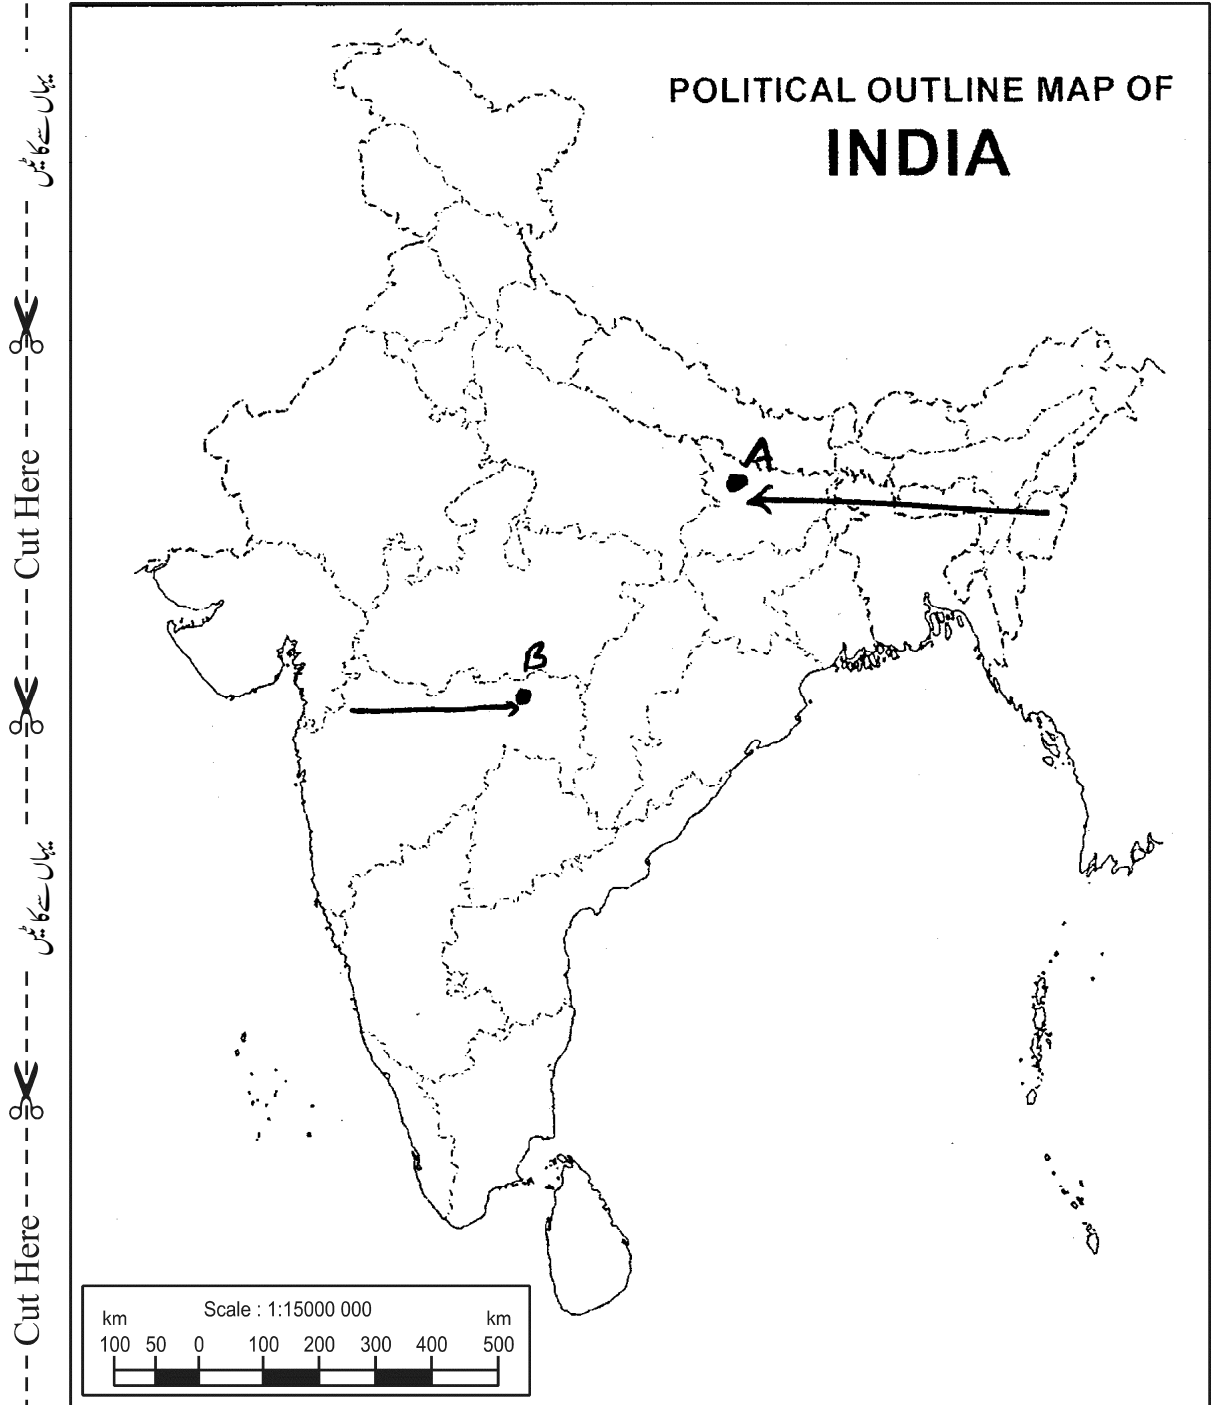 POLITICAL OUTLINE MAP OF
INDIA
A
B
یہاں سے کاٹیں
Cut Here
یہاں سے کاٹیں
Cut Here
Scale : 1:15000 000
km km
100 50 0 100 200 300 400 500